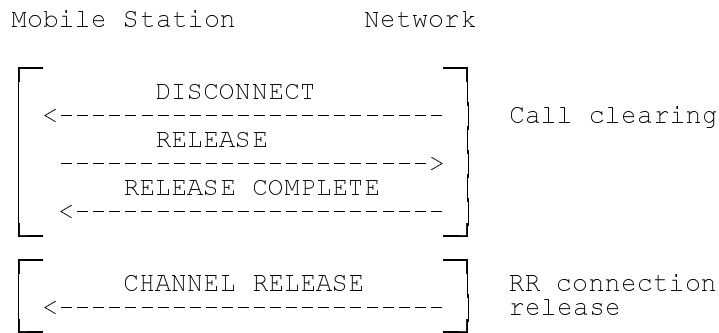 Mobile Station Network
DISCONNECT
Call clearing
RELEASE
RELEASE COMPLETE
CHANNEL RELEASE
RR connection
release